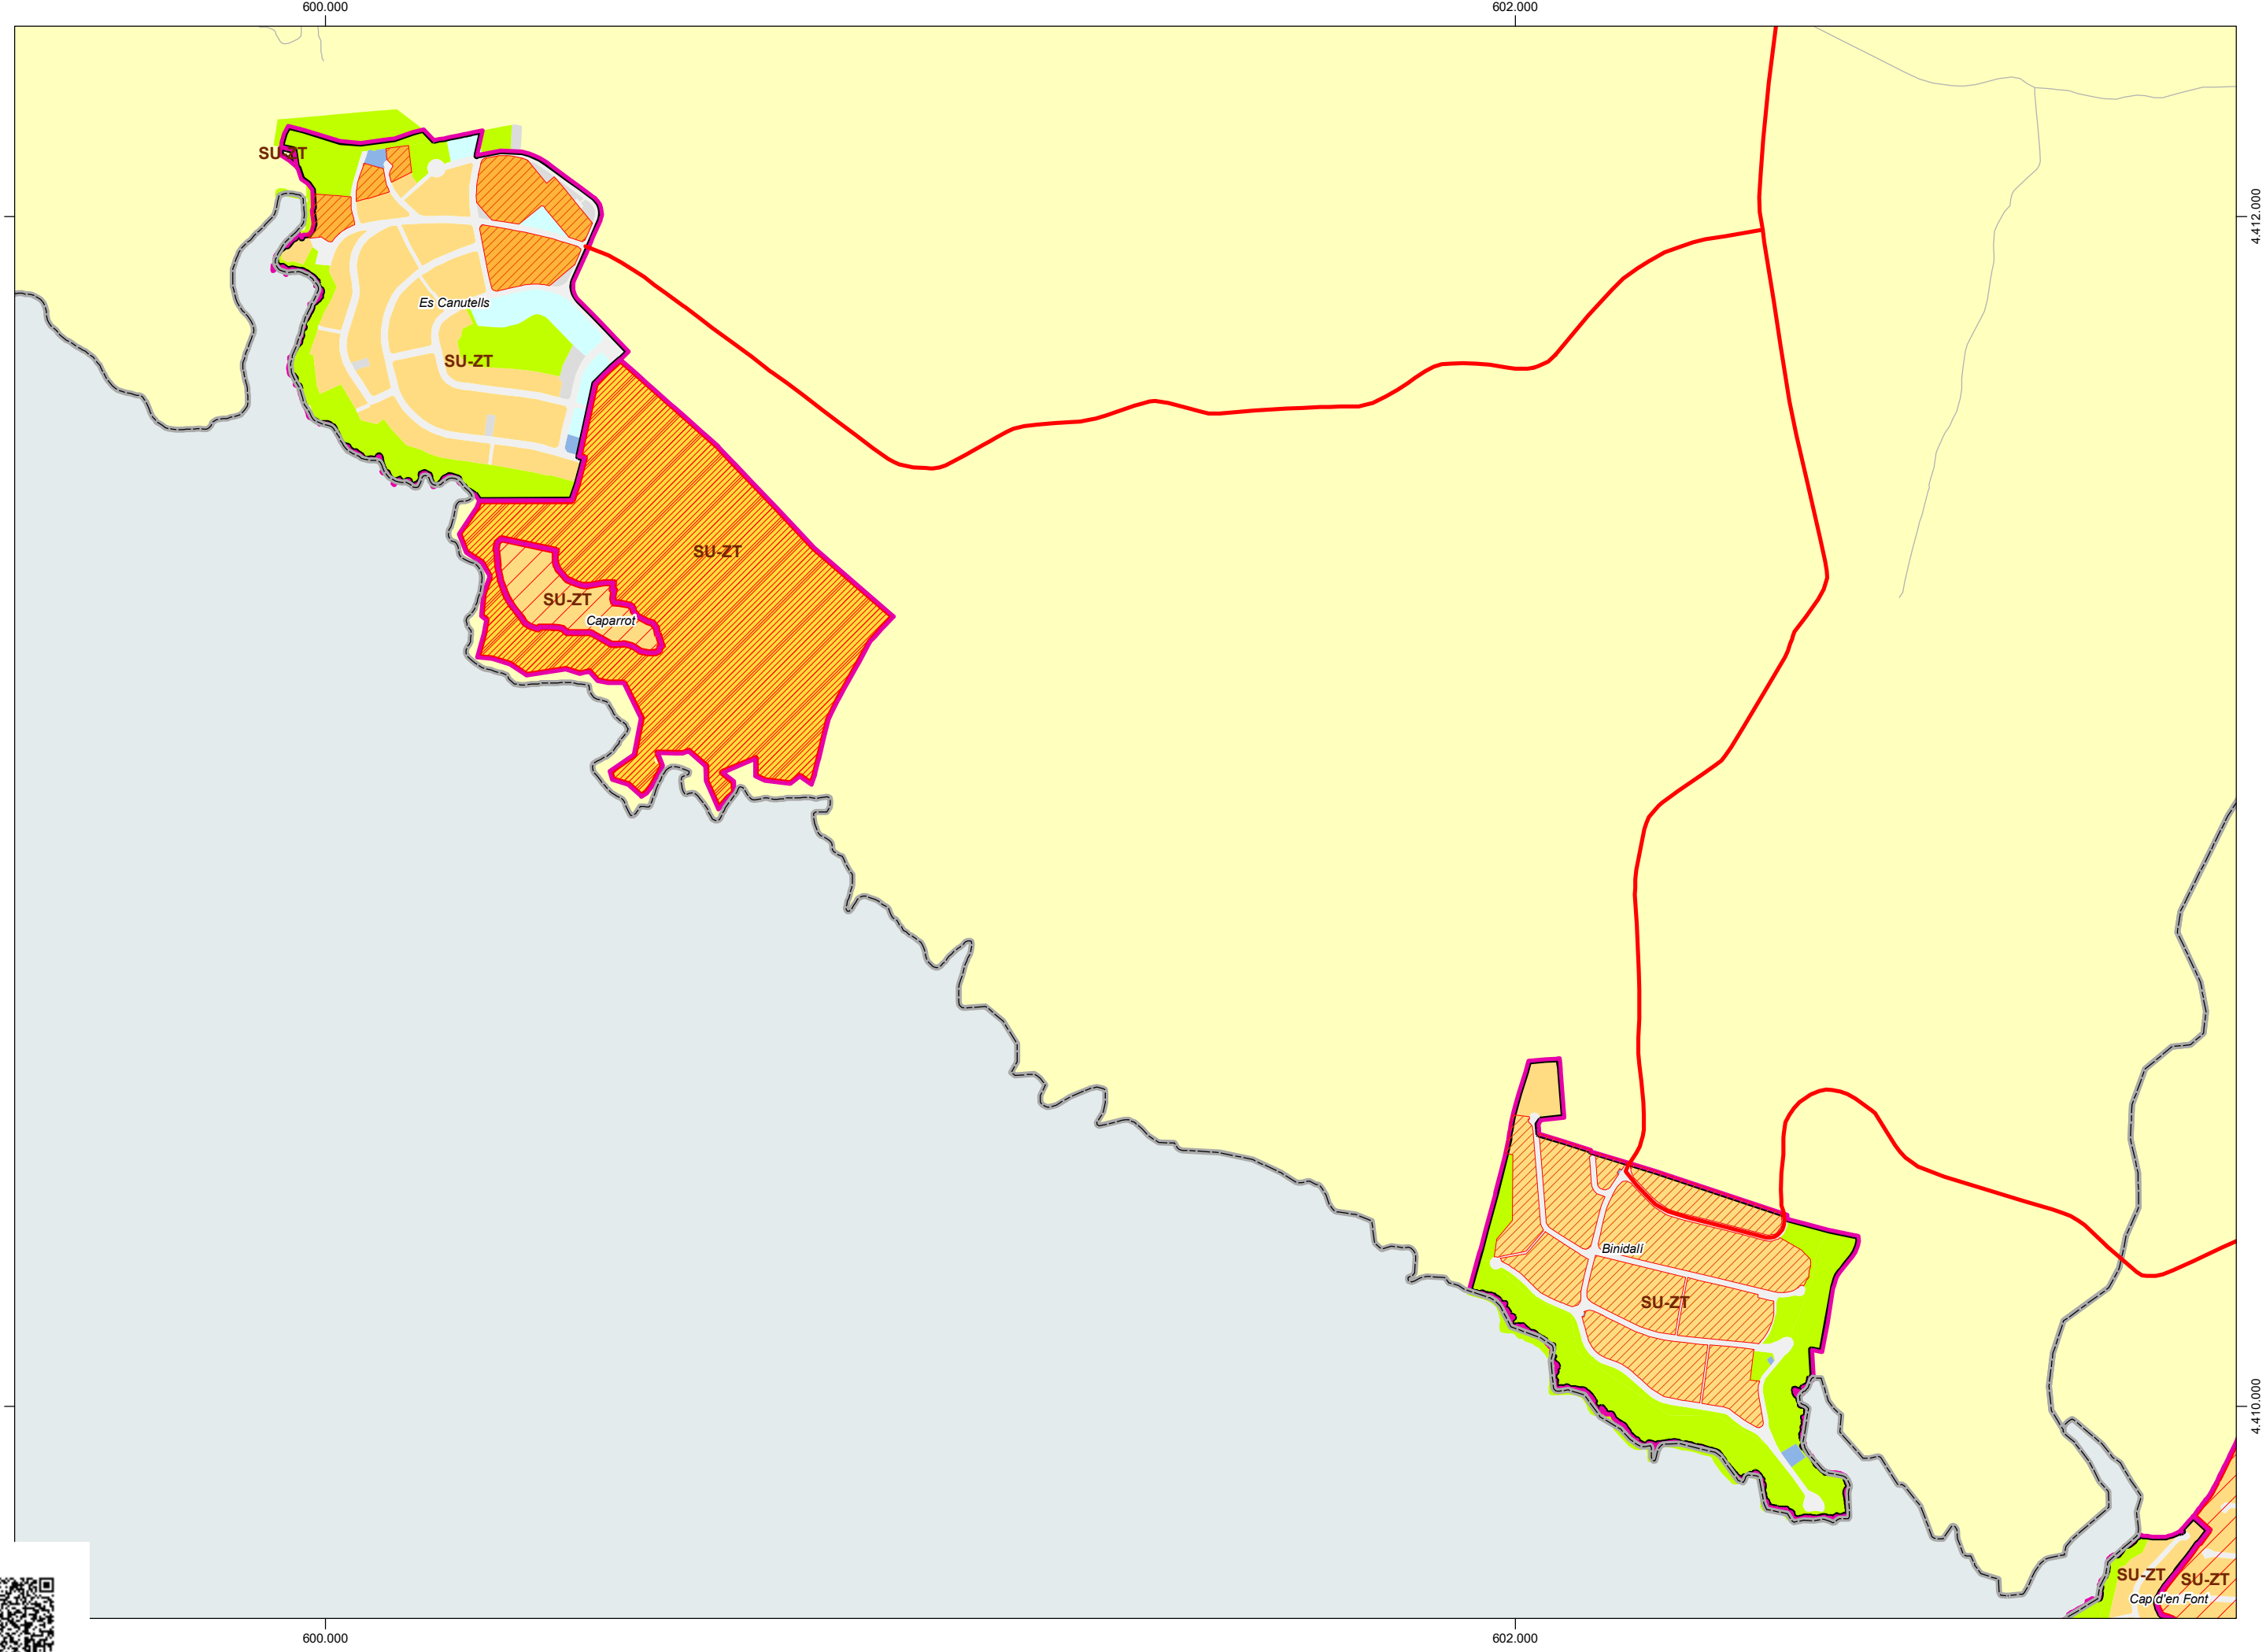 600.000
602.000
SU-ZT
4.412.000
Es Canutells
SU-ZT
SU-ZT
SU-ZT
Caparrot
Binidali
SU-ZT
4.410.000
SU-ZT
SU-ZT
Cap d'en Font
600.000
602.000